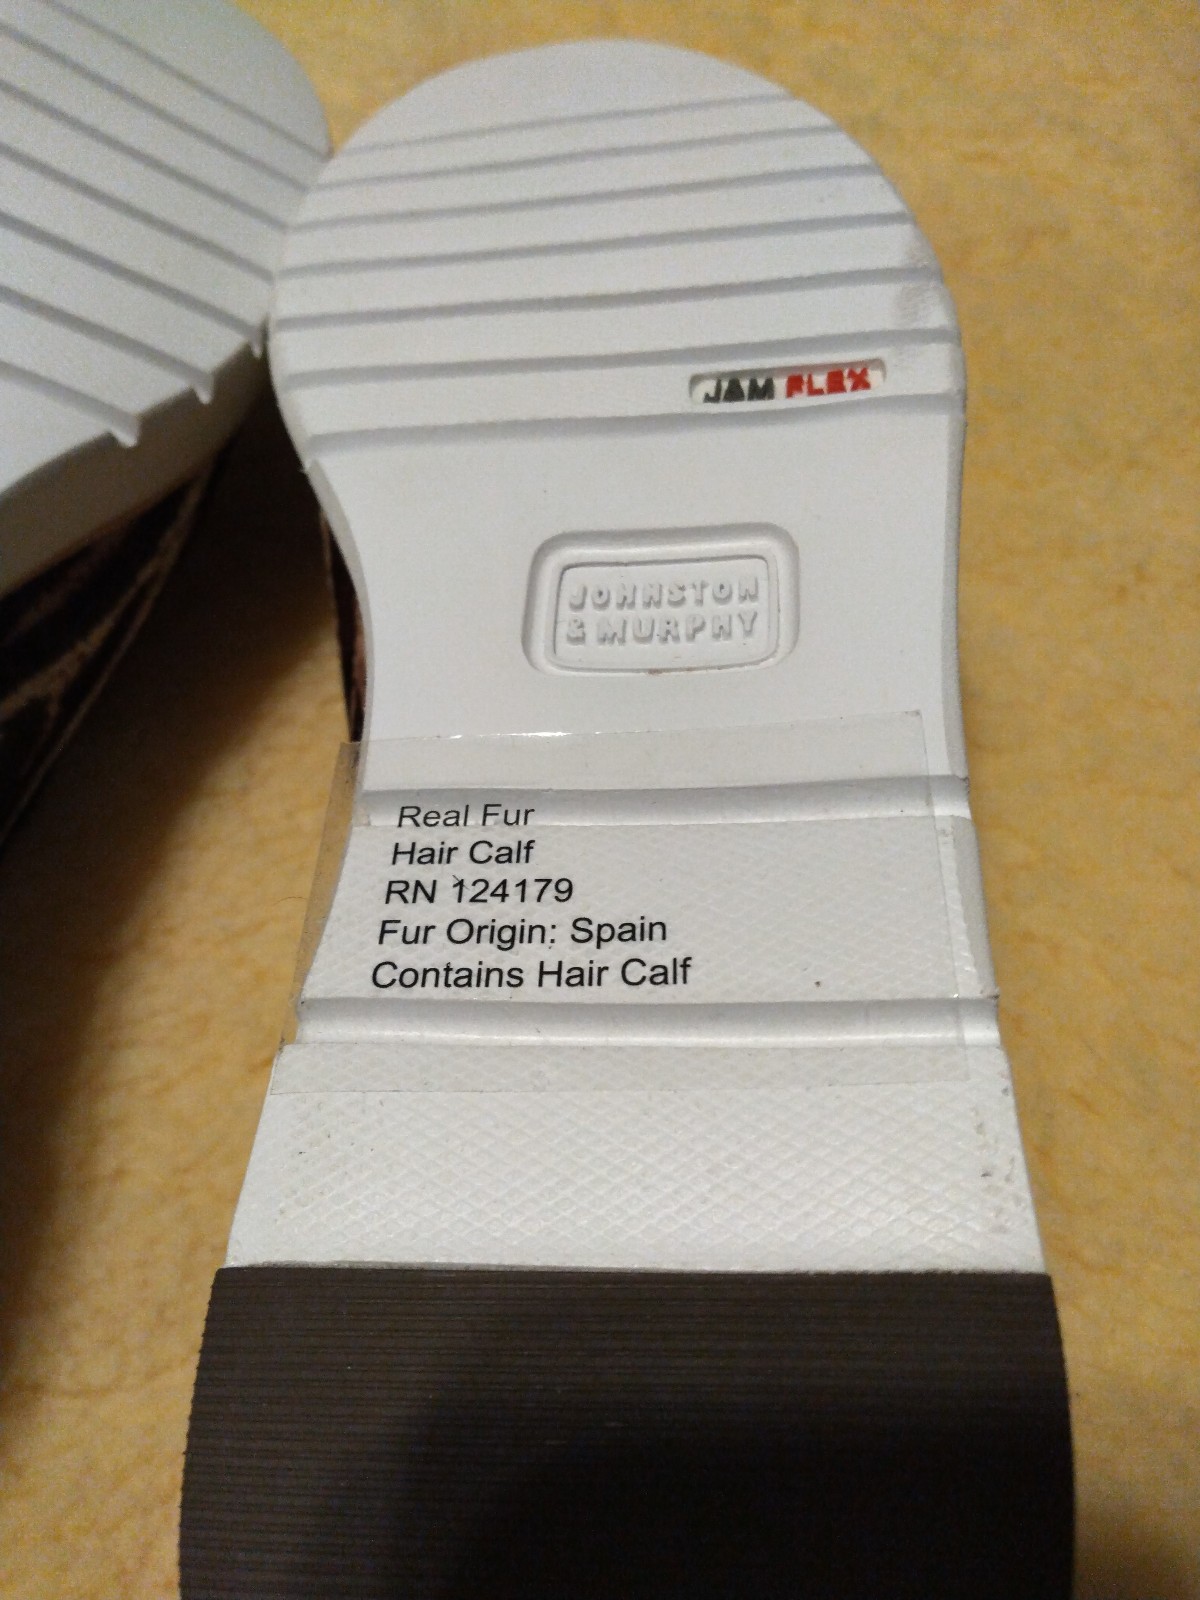 JAM FLEX
JOHNSTON
& MURPHY
Real Fur
Hair Calf
RN 124179
Fur Origin: Spain
Contains Hair Calf